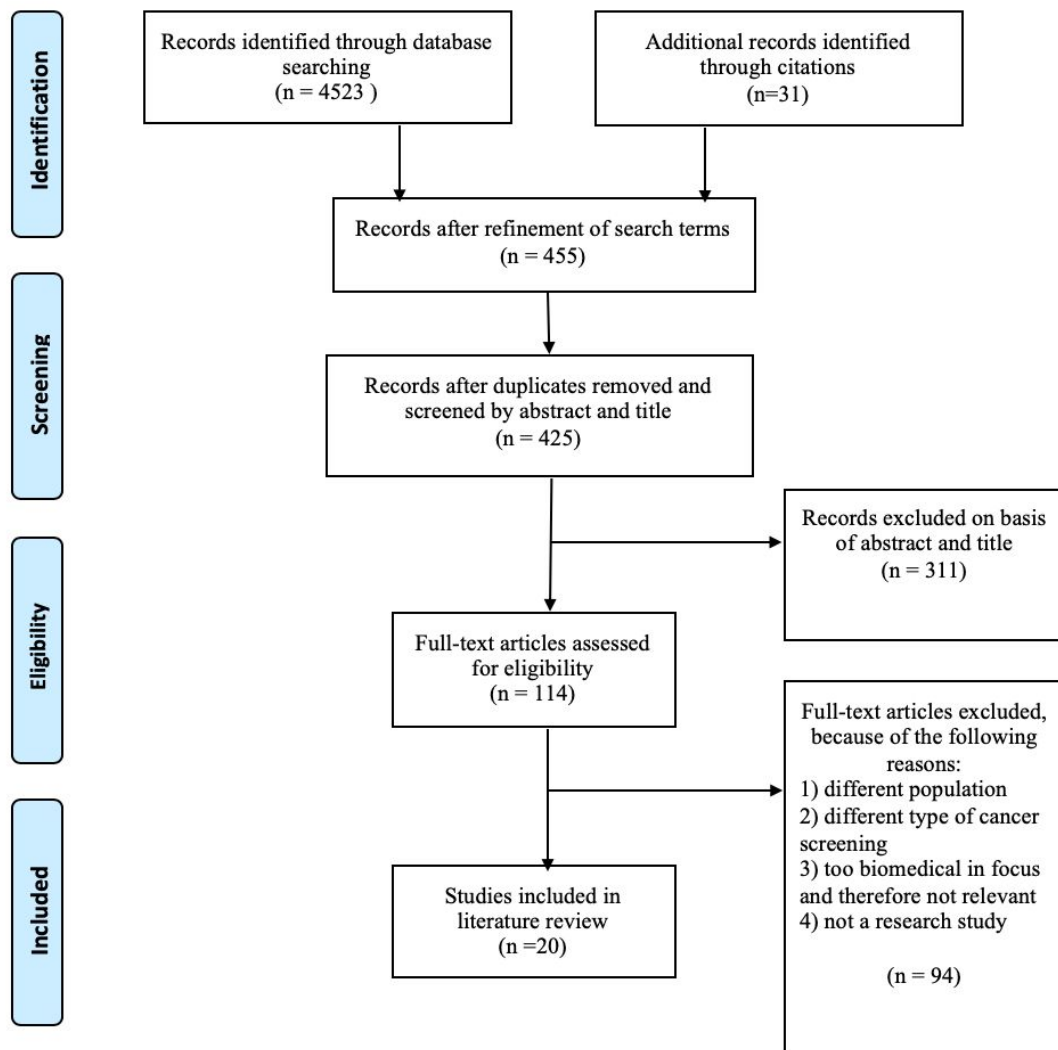 Identification
Records identified through database
searching
(n = 4523 )
Additional records identified
through citations
(n=31)
Records after refinement of search terms
(n = 455)
Screening
Records after duplicates removed and
screened by abstract and title
(n = 425)
Records excluded on basis
of abstract and title
(n = 311)
Eligibility
Full-text articles assessed
for eligibility
(n = 114)
Full-text articles excluded,
because of the following
reasons:
1) different population
2) different type of cancer
screening
3) too biomedical in focus
and therefore not relevant
4) not a research study
(n = 94)
Included
Studies included in
literature review
(n =20)